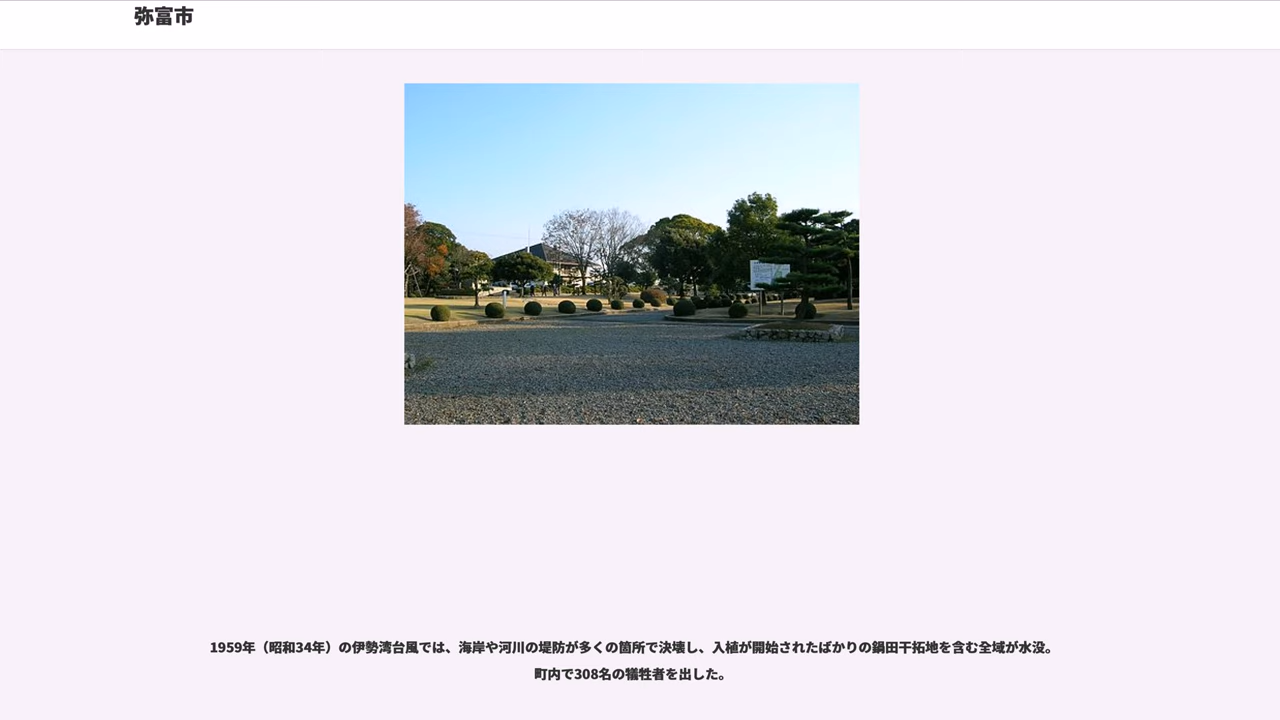 弥富市
1959年（昭和34年）の伊勢湾台風では、海岸や河川の堤防が多くの箇所で決壊し、入植が開始されたばかりの鍋田干拓地を含む全域が水没。
町内で308名の犠牲者を出した。